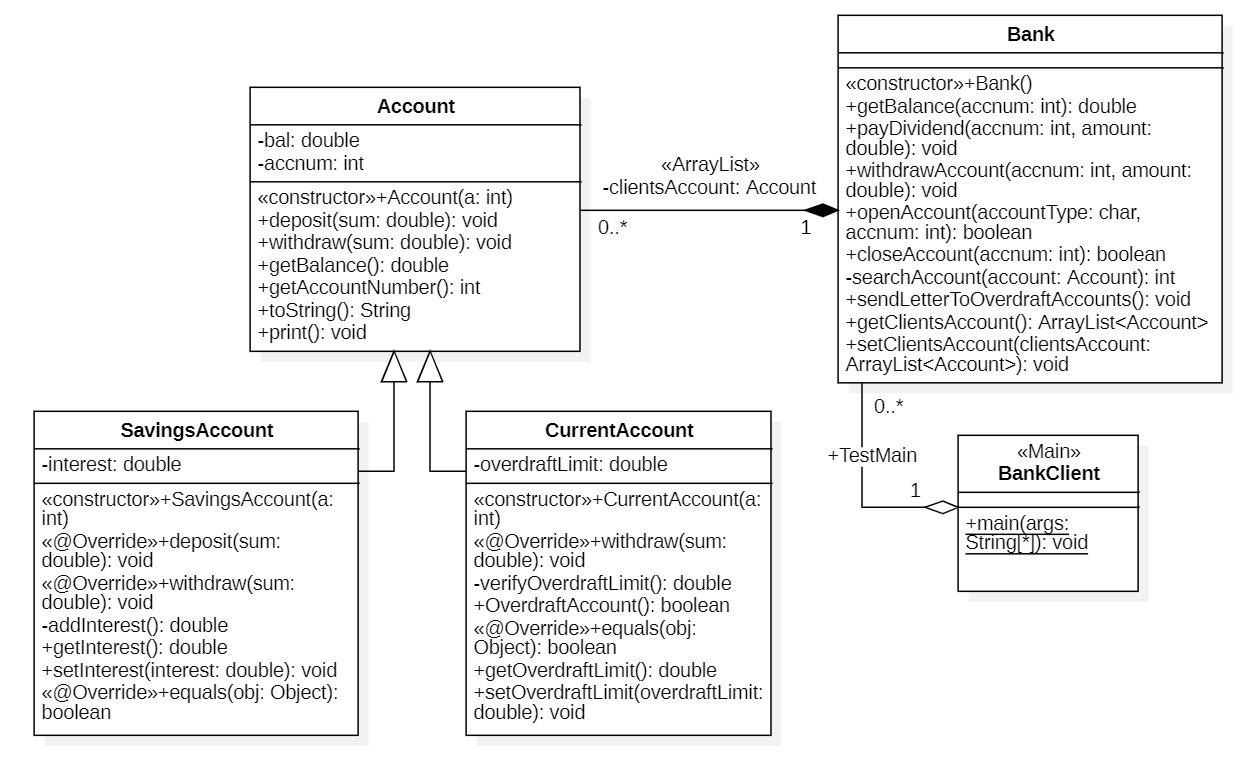 Bank
«constructor»+Bank()
+getBalance(accnum: int): double
+payDividend(accnum: int, amount:
double): void
+withdrawAccount(accnum: int, amount:
double): void
+openAccount(accountType: char,
accnum: int): boolean
+closeAccount(accnum: int): boolean
-searchAccount(account: Account): int
+sendLetterToOverdraftAccounts(): void
+getClientsAccount(): ArrayList<Account>
+setClientsAccount(clientsAccount:
ArrayList<Account>): void
Account
-bal: double
-accnum: int
«constructor»+Account(a: int)
+deposit(sum: double): void
+withdraw(sum: double): void
+getBalance(): double
+getAccountNumber(): int
+toString(): String
+print(): void
«ArrayList»
-clientsAccount: Account
0..*
1
SavingsAccount
-interest: double
«constructor»+SavingsAccount(a:
int)
«@Override»+deposit(sum:
double): void
«@Override»+withdraw(sum:
double): void
-addInterest(): double
+getInterest(): double
+setInterest(interest: double): void
«@Override»+equals(obj: Object):
boolean
CurrentAccount
-overdraftLimit: double
«constructor»+CurrentAccount(a:
int)
«@Override»+withdraw(sum:
double): void
-verifyOverdraftLimit(): double
+OverdraftAccount(): boolean
«@Override»+equals(obj:
Object): boolean
+getOverdraftLimit(): double
+setOverdraftLimit(overdraftLimit:
double): void
0..*
+TestMain
1
«Main»
BankClient
+main(args:
String[*]): void